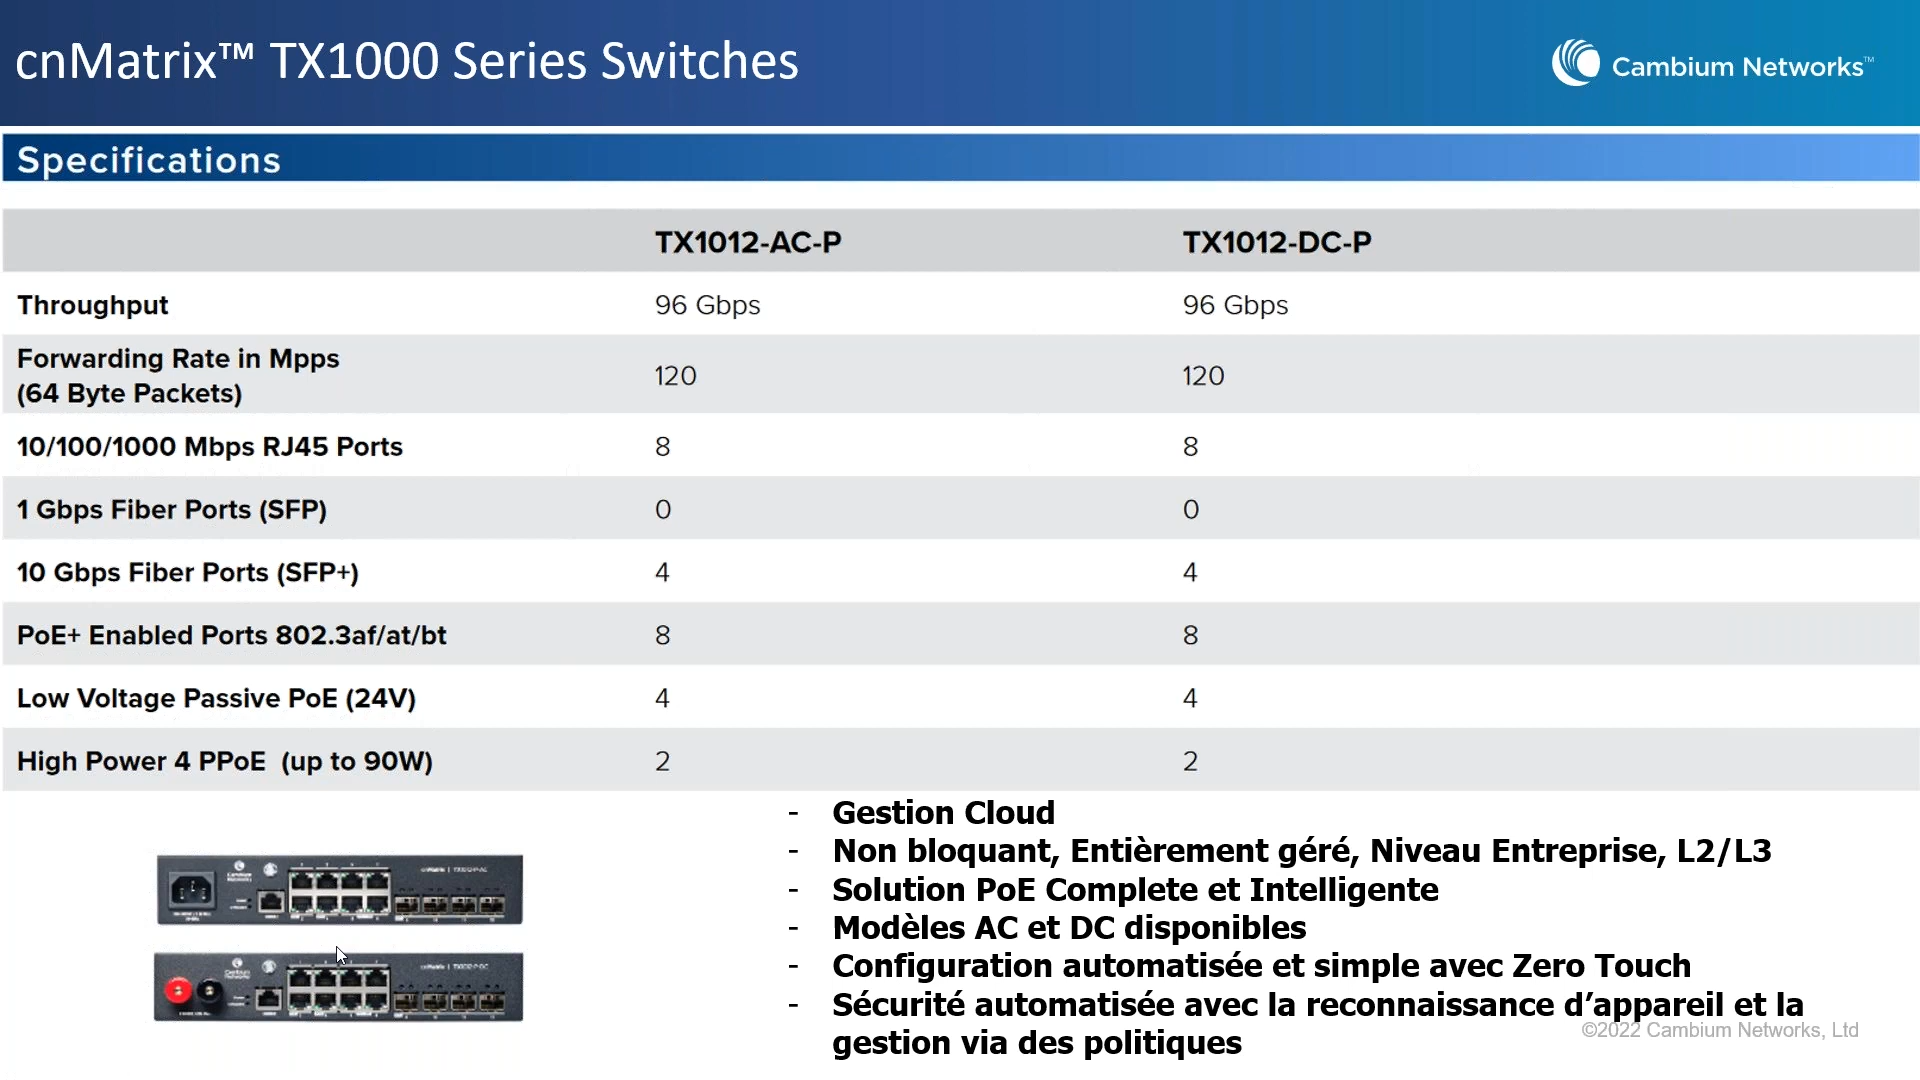 cnMatrix™ TX1000 Series Switches
Cambium Networks™
Specifications
TX1012-AC-P TX1012-DC-P
Throughput 96 Gbps 96 Gbps
Forwarding Rate in Mpps
(64 Byte Packets) 120 120
10/100/1000 Mbps RJ45 Ports 8 8
1 Gbps Fiber Ports (SFP) 0 0
10 Gbps Fiber Ports (SFP+) 4 4
PoE+ Enabled Ports 802.3af/at/bt 8 8
Low Voltage Passive PoE (24V) 4 4
High Power 4 PPoE (up to 90W) 2 2
- Gestion Cloud
- Non bloquant, Entièrement géré, Niveau Entreprise, L2/L3
- Solution PoE Complete et Intelligente
- Modèles AC et DC disponibles
- Configuration automatisée et simple avec Zero Touch
- Sécurité automatisée avec la reconnaissance d’appareil et la
gestion via des politiques
©2022 Cambium Networks, Ltd